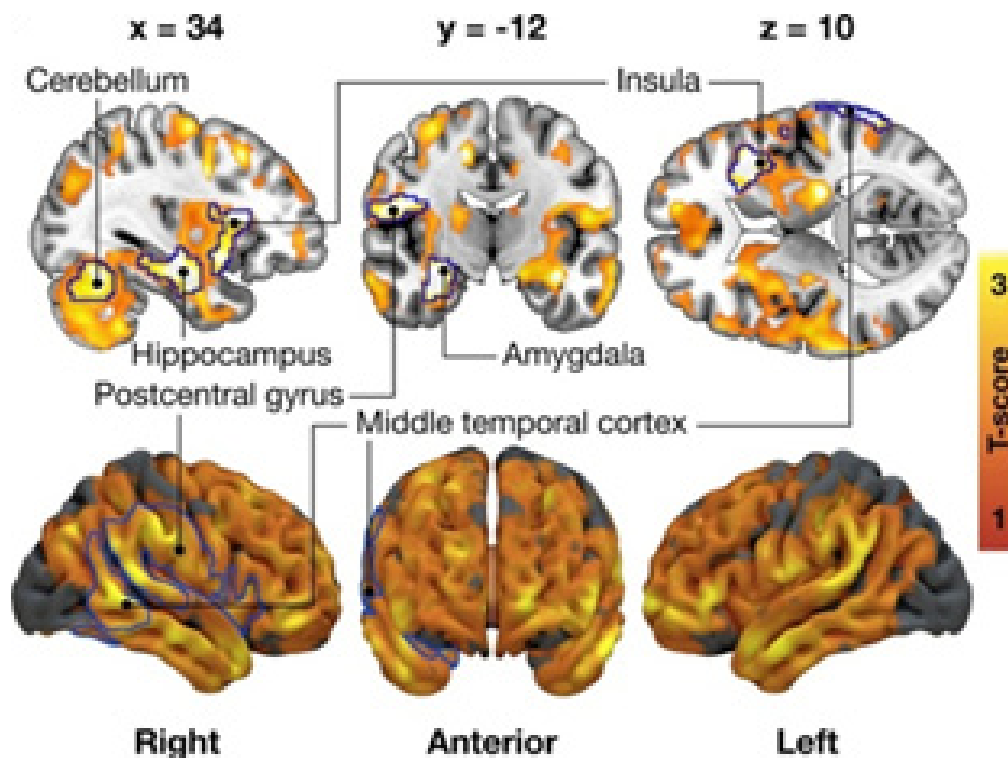 x = 34
y = -12
z = 10
Cerebellum
Insula
Hippocampus
Amygdala
Postcentral gyrus
Middle temporal cortex
3
T-score
1
Right
Anterior
Left